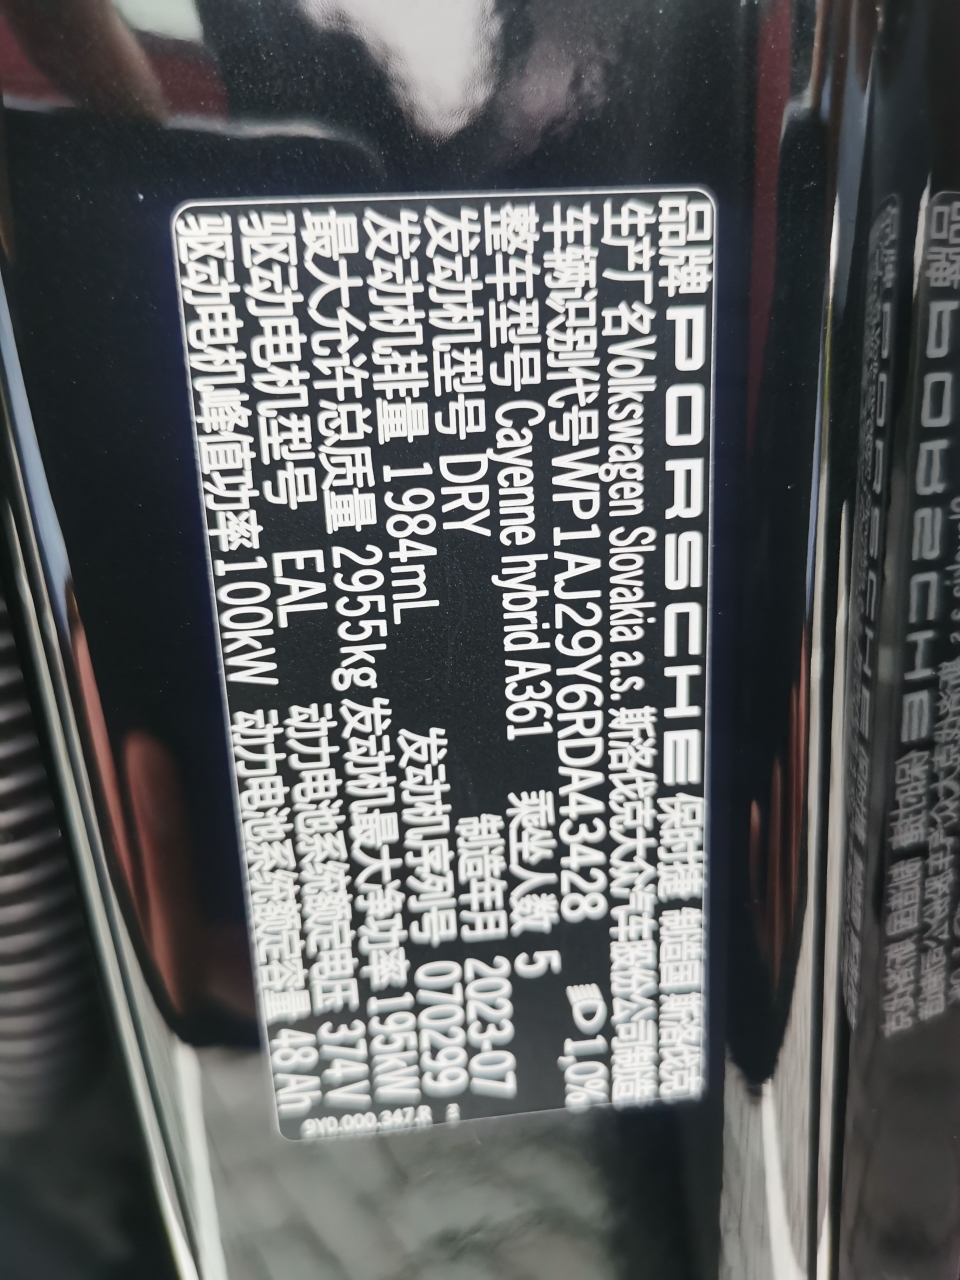 品牌 PORSCHE 保时捷 制造国 斯洛伐克
生产厂名Volkswagen Slovakia a.s. 斯洛伐克大众汽车股份公司制造
车辆识别代号WP1AJ29Y6RDA43428 1,0%
整车型号 Cayenne hybrid A361 乘坐人数 5
发动机型号 DRY 制造年月 2023-07
发动机排量 1984mL 发动机序列号 070299
最大允许总质量 2955kg 发动机最大净功率 195kW
驱动电机型号 EAL 动力电池系统额定电压 374V
驱动电机峰值功率100kW 动力电池系统额定容量 48Ah
9Y0.000.347.R